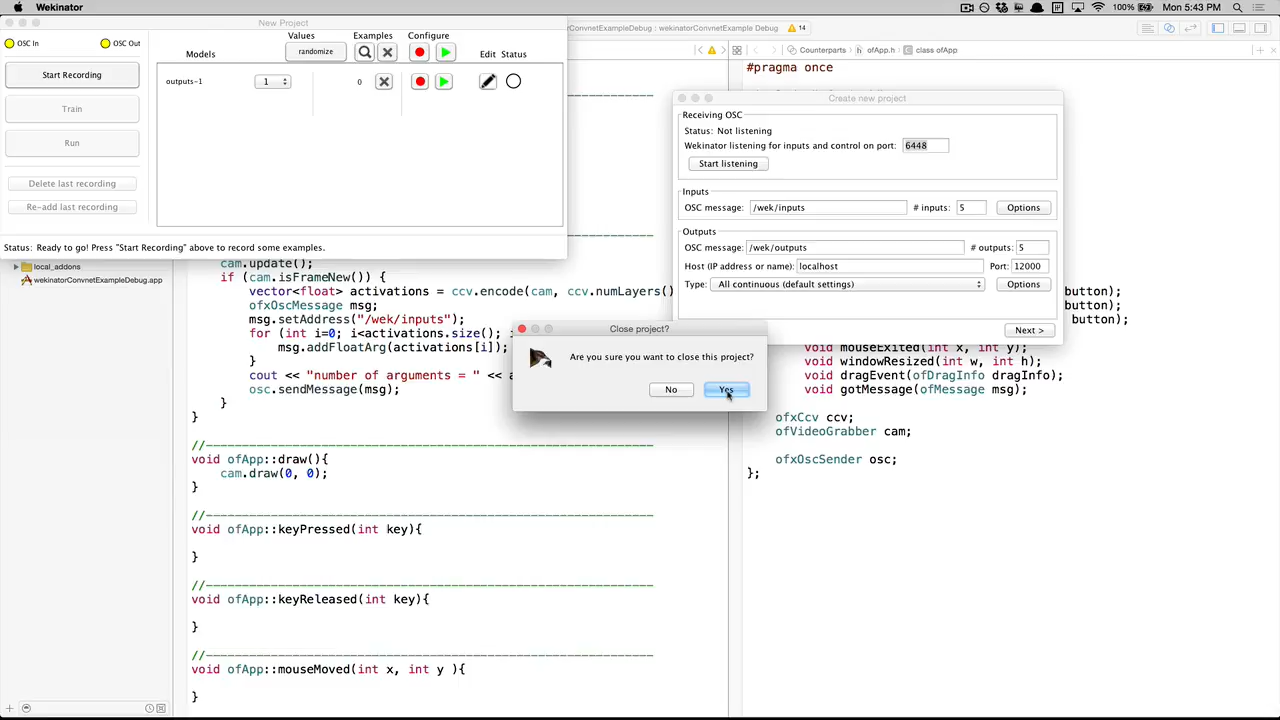 Wekinator
100%
Mon 5:43 PM
New Project
OSC In
OSC Out
Models
Values
Examples
Configure
randomize
Edit
Status
Start Recording
Train
Run
Delete last recording
Re-add last recording
outputs-1
1
0
Status: Ready to go! Press "Start Recording" above to record some examples.
wekinatorConvnetExampleDebug : wekinatorConvnetExample Debug
14
Counterparts
ofApp.h
class ofApp
#pragma once
Create new project
Receiving OSC
Status: Not listening
Wekinator listening for inputs and control on port:
6448
Start listening
Inputs
OSC message:
/wek/inputs
# inputs:
5
Options
Outputs
OSC message:
/wek/outputs
# outputs:
5
Host (IP address or name):
localhost
Port:
12000
Type:
All continuous (default settings)
Options
Next >
Close project?
Are you sure you want to close this project?
No
Yes
local_addons
wekinatorConvnetExampleDebug.app
cam.update();
if (cam.isFrameNew()) {
vector<float> activations = ccv.encode(cam, ccv.numLayers()
ofxOscMessage msg;
msg.setAddress("/wek/inputs");
for (int i=0; i<activations.size(); i
msg.addFloatArg(activations[i]);
}
cout << "number of arguments = " << a
osc.sendMessage(msg);
}
}
//----------------------------------------------------------------
void ofApp::draw(){
cam.draw(0, 0);
}
//----------------------------------------------------------------
void ofApp::keyPressed(int key){
}
//----------------------------------------------------------------
void ofApp::keyReleased(int key){
}
//----------------------------------------------------------------
void ofApp::mouseMoved(int x, int y ){
}
button);
button);
void mouseExited(int x, int y);
void windowResized(int w, int h);
void dragEvent(ofDragInfo dragInfo);
void gotMessage(ofMessage msg);
ofxCcv ccv;
ofVideoGrabber cam;
ofxOscSender osc;
};